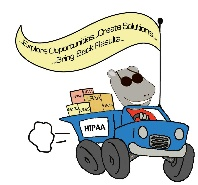 Explore Opportunities...Create Solutions...
...Bring Back Results...
HIPAA